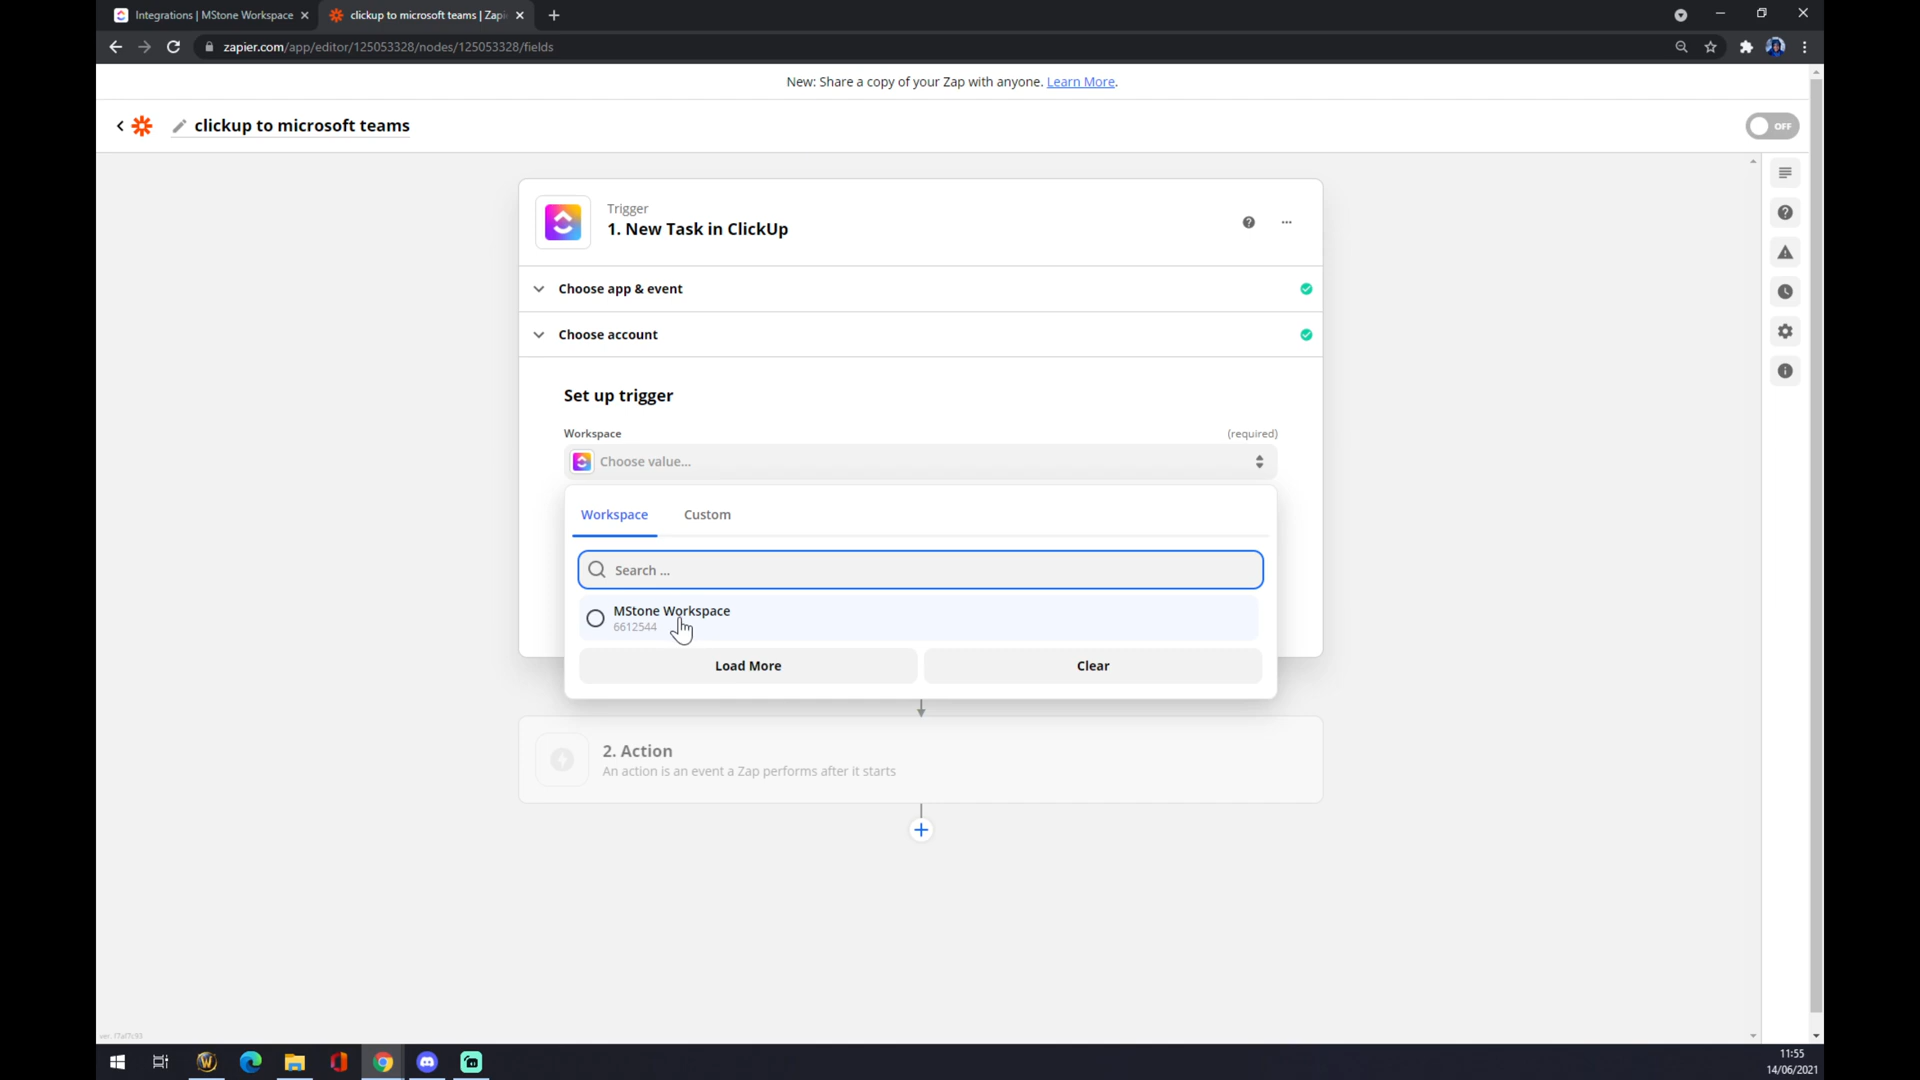 Integrations | MStone Workspace
clickup to microsoft teams | Zapi
zapier.com/app/editor/125053328/nodes/125053328/fields
New: Share a copy of your Zap with anyone. Learn More.
clickup to microsoft teams
OFF
Trigger
1. New Task in ClickUp
Choose app & event
Choose account
Set up trigger
Workspace (required)
Choose value...
Workspace Custom
Search ...
MStone Workspace
6612544
Load More Clear
2. Action
An action is an event a Zap performs after it starts
11:55
14/06/2021